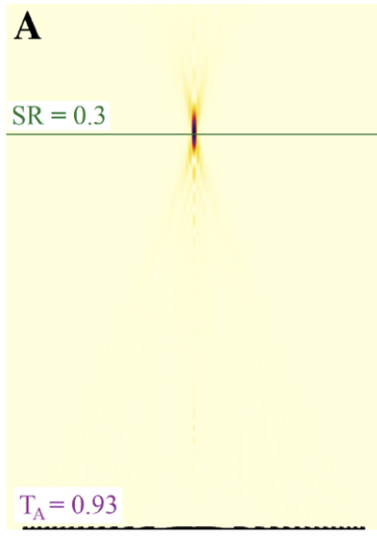 A
SR = 0.3
T_A = 0.93